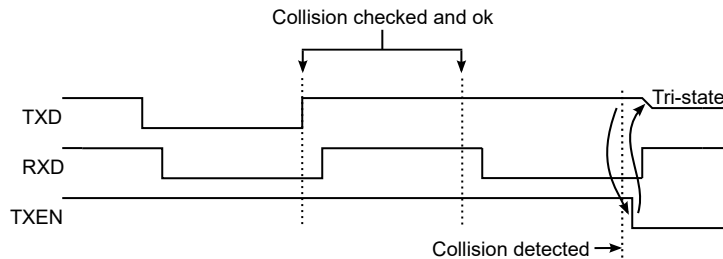 Collision checked and ok
TXD
Tri-state
RXD
TXEN
Collision detected